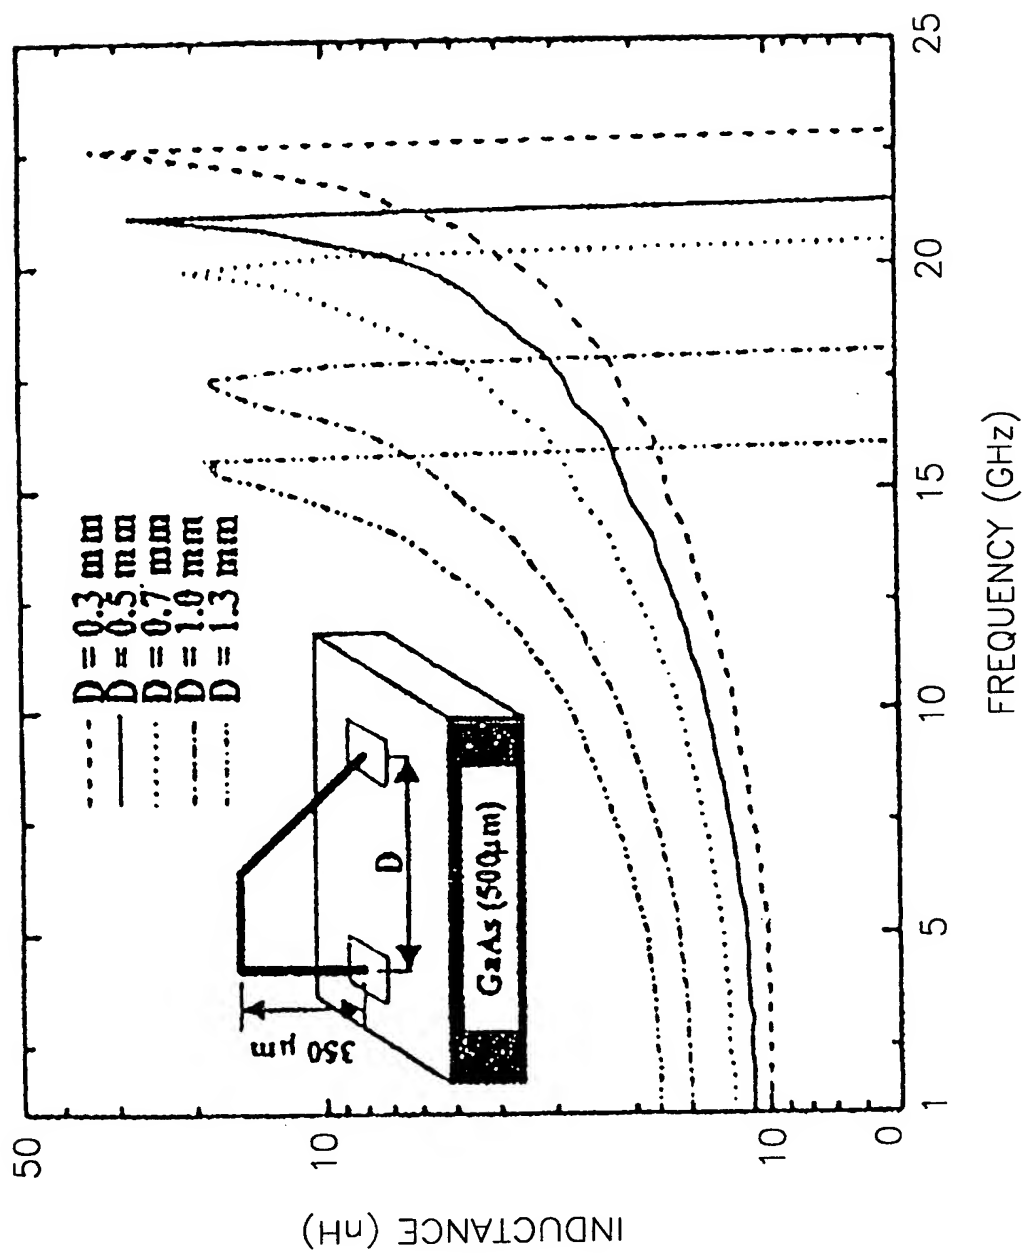 50
10
10
0
INDUCTANCE (nH)
D = 0.3 mm
D = 0.5 mm
D = 0.7 mm
D = 1.0 mm
D = 1.3 mm
350 µm
D
GaAs (500µm)
1
5
10
15
20
25
FREQUENCY (GHz)